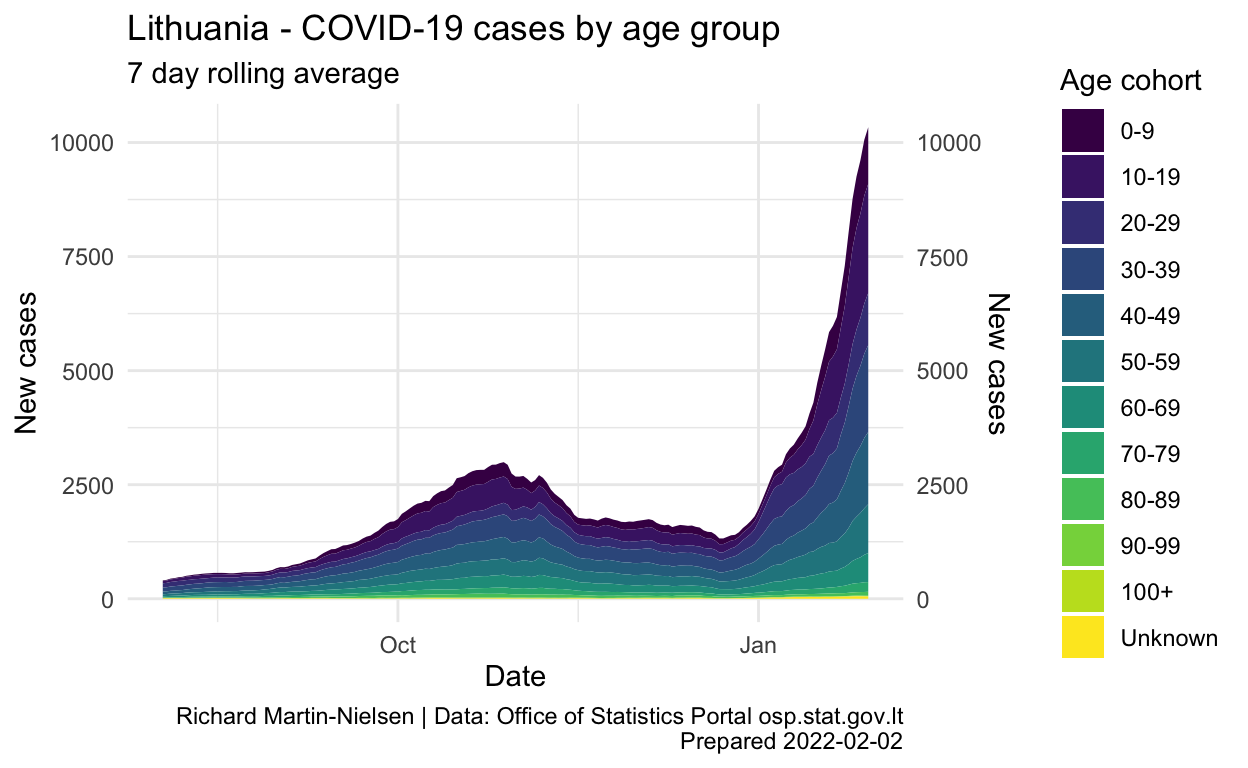 Lithuania - COVID-19 cases by age group
7 day rolling average
New cases
10000
7500
5000
2500
0
10000
7500
5000
2500
0
New cases
Oct
Jan
Date
Age cohort
0-9
10-19
20-29
30-39
40-49
50-59
60-69
70-79
80-89
90-99
100+
Unknown
Richard Martin-Nielsen | Data: Office of Statistics Portal osp.stat.gov.lt
Prepared 2022-02-02